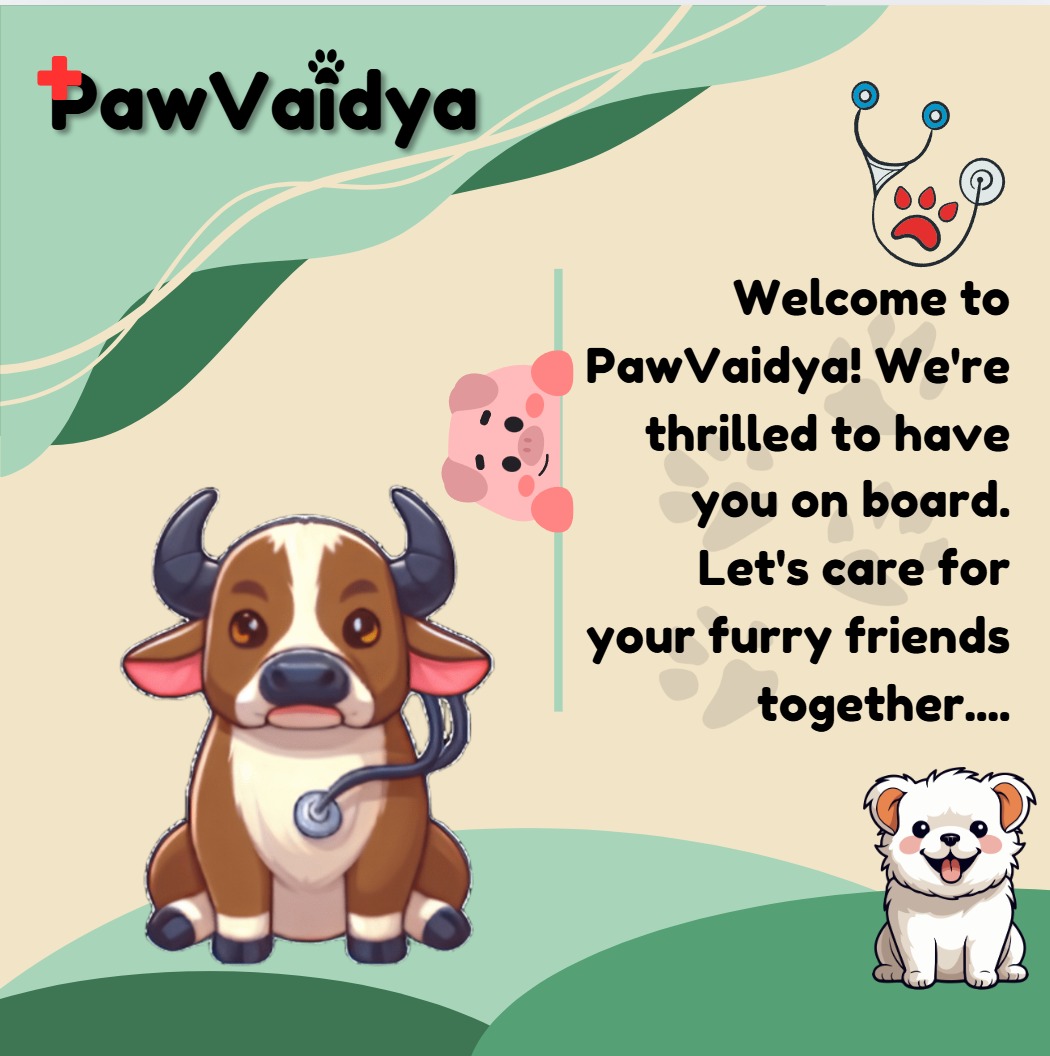 PawVaidya
Welcome to
PawVaidya! We're
thrilled to have
you on board.
Let's care for
your furry friends
together....